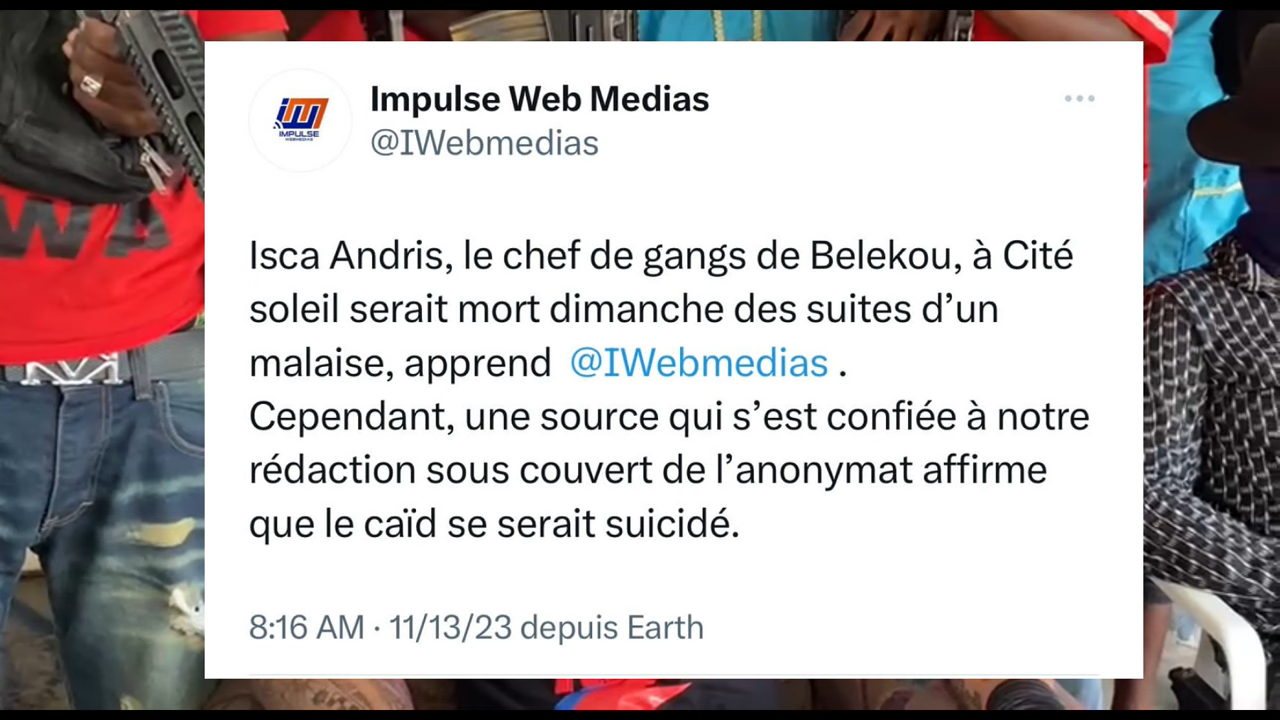 Impulse Web Medias
@IWebmedias
IMPULSE
WEBMEDIAS
Isca Andris, le chef de gangs de Belekou, à Cité
soleil serait mort dimanche des suites d’un
malaise, apprend @IWebmedias .
Cependant, une source qui s’est confiée à notre
rédaction sous couvert de l’anonymat affirme
que le caïd se serait suicidé.
8:16 AM · 11/13/23 depuis Earth